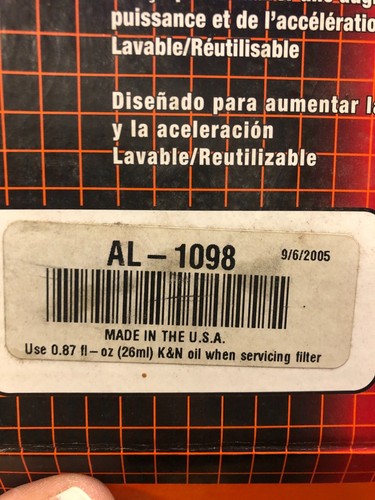 puissance et de l'accélératio
Lavable/Réutilisable
Diseñado para aumentar la
y la aceleración
Lavable/Reutilizable
AL-1098 9/6/2005
MADE IN THE U.S.A.
Use 0.87 fl-oz (26ml) K&N oil when servicing filter